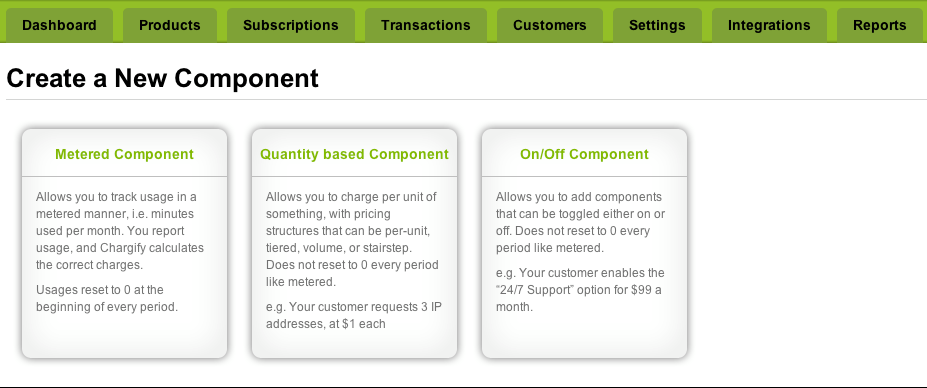 Dashboard Products Subscriptions Transactions Customers Settings Integrations Reports
Create a New Component
Metered Component
Allows you to track usage in a
metered manner, i.e. minutes
used per month. You report
usage, and Chargify calculates
the correct charges.
Usages reset to 0 at the
beginning of every period.
Quantity based Component
Allows you to charge per unit of
something, with pricing
structures that can be per-unit,
tiered, volume, or stairstep.
Does not reset to 0 every period
like metered.
e.g. Your customer requests 3 IP
addresses, at $1 each
On/Off Component
Allows you to add components
that can be toggled either on or
off. Does not reset to 0 every
period like metered.
e.g. Your customer enables the
“24/7 Support” option for $99 a
month.